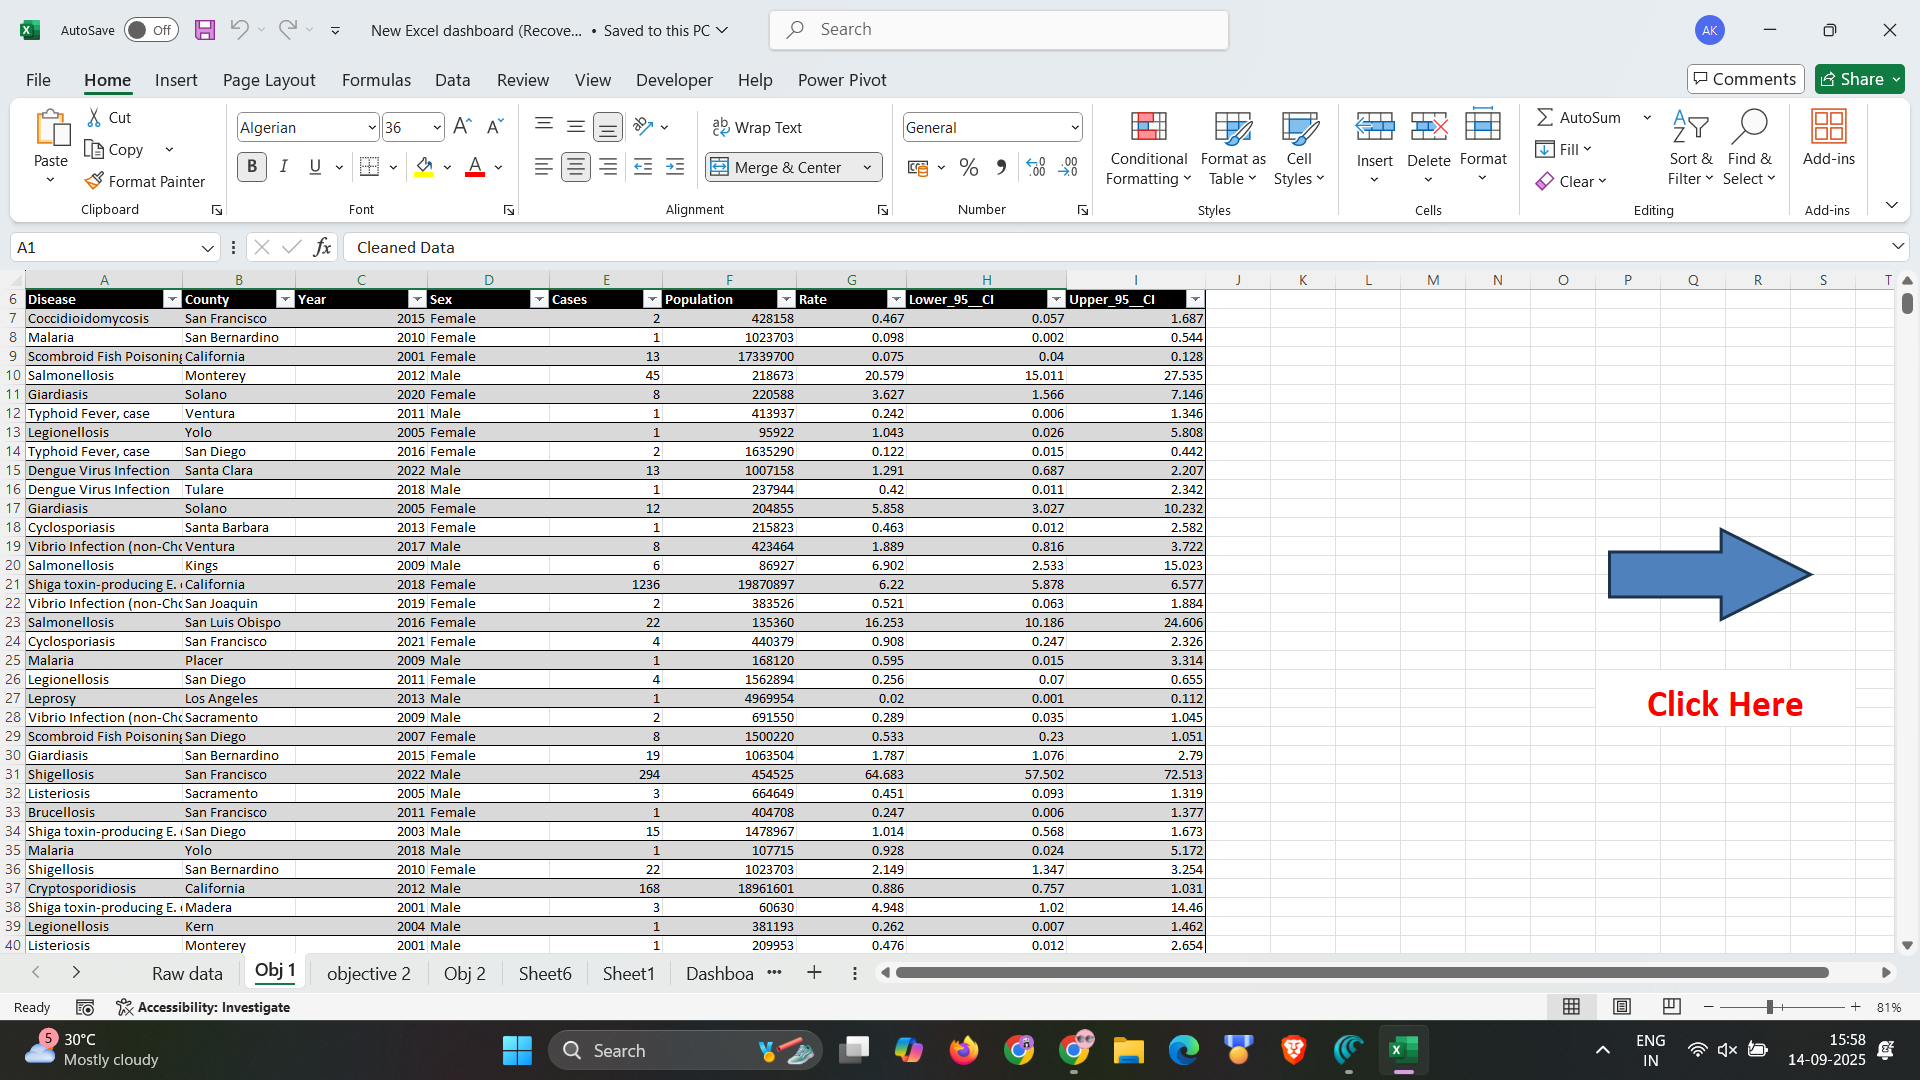 AutoSave Off New Excel dashboard (Recove... • Saved to this PC Search AK
File Home Insert Page Layout Formulas Data Review View Developer Help Power Pivot Comments Share
Paste Cut Copy Format Painter Clipboard
Algerian 36 B I U A Font
Wrap Text Merge & Center Alignment
General % Number
Conditional Formatting Format as Table Cell Styles Styles
Insert Delete Format Cells
AutoSum Fill Clear Sort & Filter Find & Select Editing
Add-ins Add-ins
A1 fx Cleaned Data
A B C D E F G H I J K L M N O P Q R S T
6 Disease County Year Sex Cases Population Rate Lower_95__CI Upper_95__CI
7 Coccidioidomycosis San Francisco 2015 Female 2 428158 0.467 0.057 1.687
8 Malaria San Bernardino 2010 Female 1 1023703 0.098 0.002 0.544
9 Scombroid Fish Poisoning California 2001 Female 13 17339700 0.075 0.04 0.128
10 Salmonellosis Monterey 2012 Male 45 218673 20.579 15.011 27.535
11 Giardiasis Solano 2020 Female 8 220588 3.627 1.566 7.146
12 Typhoid Fever, case Ventura 2011 Male 1 413937 0.242 0.006 1.346
13 Legionellosis Yolo 2005 Female 1 95922 1.043 0.026 5.808
14 Typhoid Fever, case San Diego 2016 Female 2 1635290 0.122 0.015 0.442
15 Dengue Virus Infection Santa Clara 2022 Male 13 1007158 1.291 0.687 2.207
16 Dengue Virus Infection Tulare 2018 Male 1 237944 0.42 0.011 2.342
17 Giardiasis Solano 2005 Female 12 204855 5.858 3.027 10.232
18 Cyclosporiasis Santa Barbara 2013 Female 1 215823 0.463 0.012 2.582
19 Vibrio Infection (non-Cho Ventura 2017 Male 8 423464 1.889 0.816 3.722
20 Salmonellosis Kings 2009 Male 6 86927 6.902 2.533 15.023
21 Shiga toxin-producing E. California 2018 Female 1236 19870897 6.22 5.878 6.577
22 Vibrio Infection (non-Cho San Joaquin 2019 Female 2 383526 0.521 0.063 1.884
23 Salmonellosis San Luis Obispo 2016 Female 22 135360 16.253 10.186 24.606
24 Cyclosporiasis San Francisco 2021 Female 4 440379 0.908 0.247 2.326
25 Malaria Placer 2009 Male 1 168120 0.595 0.015 3.314
26 Legionellosis San Diego 2011 Female 4 1562894 0.256 0.07 0.655
27 Leprosy Los Angeles 2013 Male 1 4969954 0.02 0.001 0.112
28 Vibrio Infection (non-Cho Sacramento 2009 Male 2 691550 0.289 0.035 1.045
29 Scombroid Fish Poisoning San Diego 2007 Female 8 1500220 0.533 0.23 1.051
30 Giardiasis San Bernardino 2015 Female 19 1063504 1.787 1.076 2.79
31 Shigellosis San Francisco 2022 Male 294 454525 64.683 57.502 72.513
32 Listeriosis Sacramento 2005 Male 3 664649 0.451 0.093 1.319
33 Brucellosis San Francisco 2011 Female 1 404708 0.247 0.006 1.377
34 Shiga toxin-producing E. San Diego 2003 Male 15 1478967 1.014 0.568 1.673
35 Malaria Yolo 2018 Male 1 107715 0.928 0.024 5.172
36 Shigellosis San Bernardino 2010 Female 22 1023703 2.149 1.347 3.254
37 Cryptosporidiosis California 2012 Male 168 18961601 0.886 0.757 1.031
38 Shiga toxin-producing E. Madera 2001 Male 3 60630 4.948 1.02 14.46
39 Legionellosis Kern 2004 Male 1 381193 0.262 0.007 1.462
40 Listeriosis Monterey 2001 Male 1 209953 0.476 0.012 2.654
Click Here
Raw data Obj 1 objective 2 Obj 2 Sheet6 Sheet1 Dashboa ...
Ready Accessibility: Investigate 81%
5 30°C Mostly cloudy Search ENG IN 15:58 14-09-2025